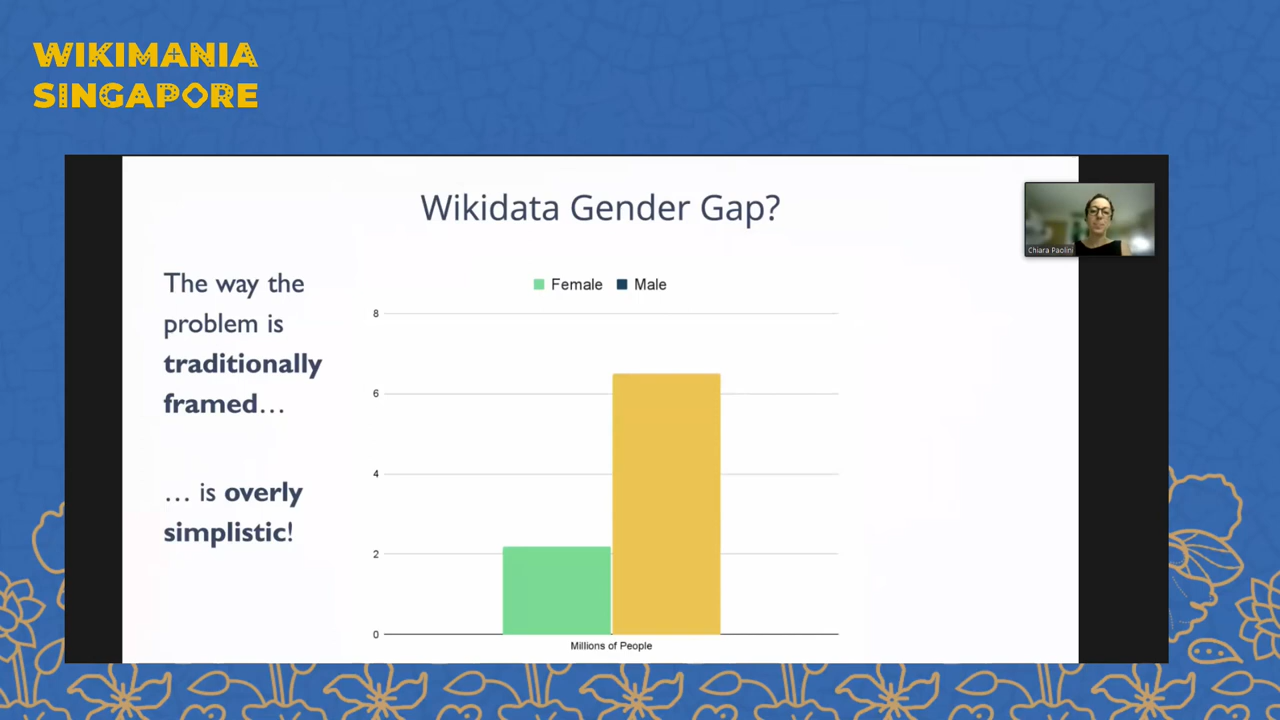 WIKIMANIA
SINGAPORE
Wikidata Gender Gap?
Chiara Paolini
The way the
problem is
traditionally
framed…
… is overly
simplistic!
Female Male
8
6
4
2
0
Millions of People